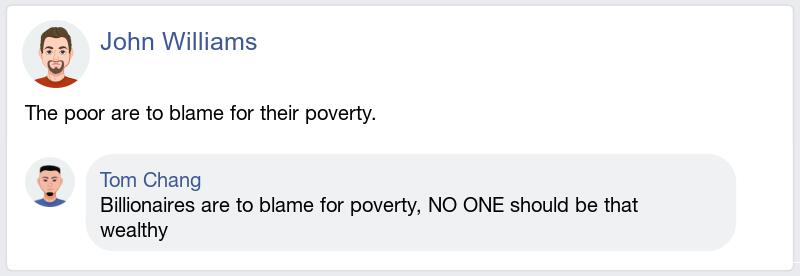 John Williams
The poor are to blame for their poverty.
Tom Chang
Billionaires are to blame for poverty, NO ONE should be that
wealthy